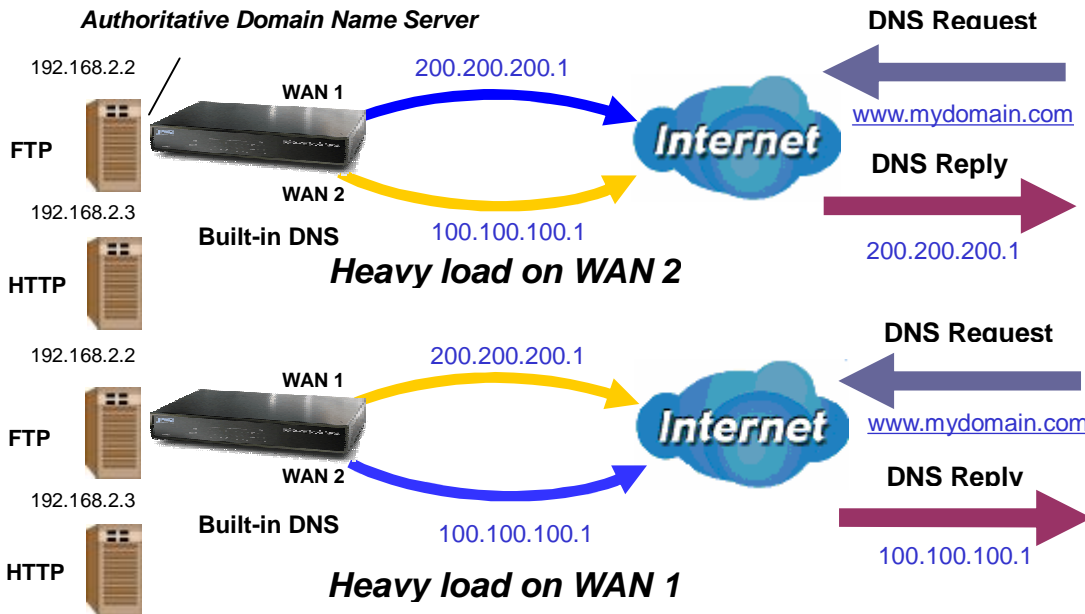 Authoritative Domain Name Server
DNS Request
192.168.2.2
200.200.200.1
WAN 1
www.mydomain.com
FTP
Internet
DNS Reply
WAN 2
192.168.2.3
Built-in DNS
100.100.100.1
200.200.200.1
Heavy load on WAN 2
HTTP
DNS Request
192.168.2.2
200.200.200.1
WAN 1
www.mydomain.com
FTP
Internet
WAN 2
DNS Reply
192.168.2.3
Built-in DNS
100.100.100.1
100.100.100.1
HTTP
Heavy load on WAN 1